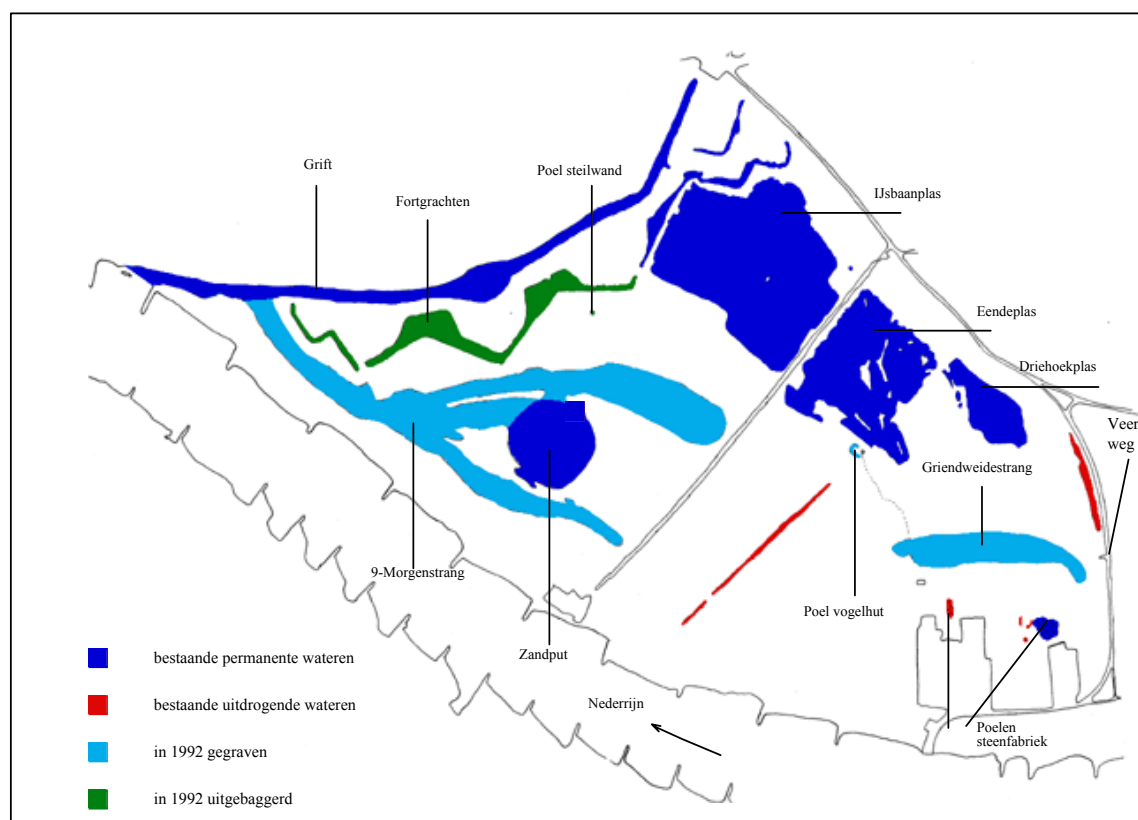 Grift
Poel steilwand
Fortgrachten
IJsbaanplas
Eendeplas
Driehoekplas
Veer
weg
Griendweidestrang
9-Morgenstrang
Poel vogelhut
Zandput
Nederrijn
Poelen
steenfabriek
bestaande permanente wateren
bestaande uitdrogende wateren
in 1992 gegraven
in 1992 uitgebaggerd